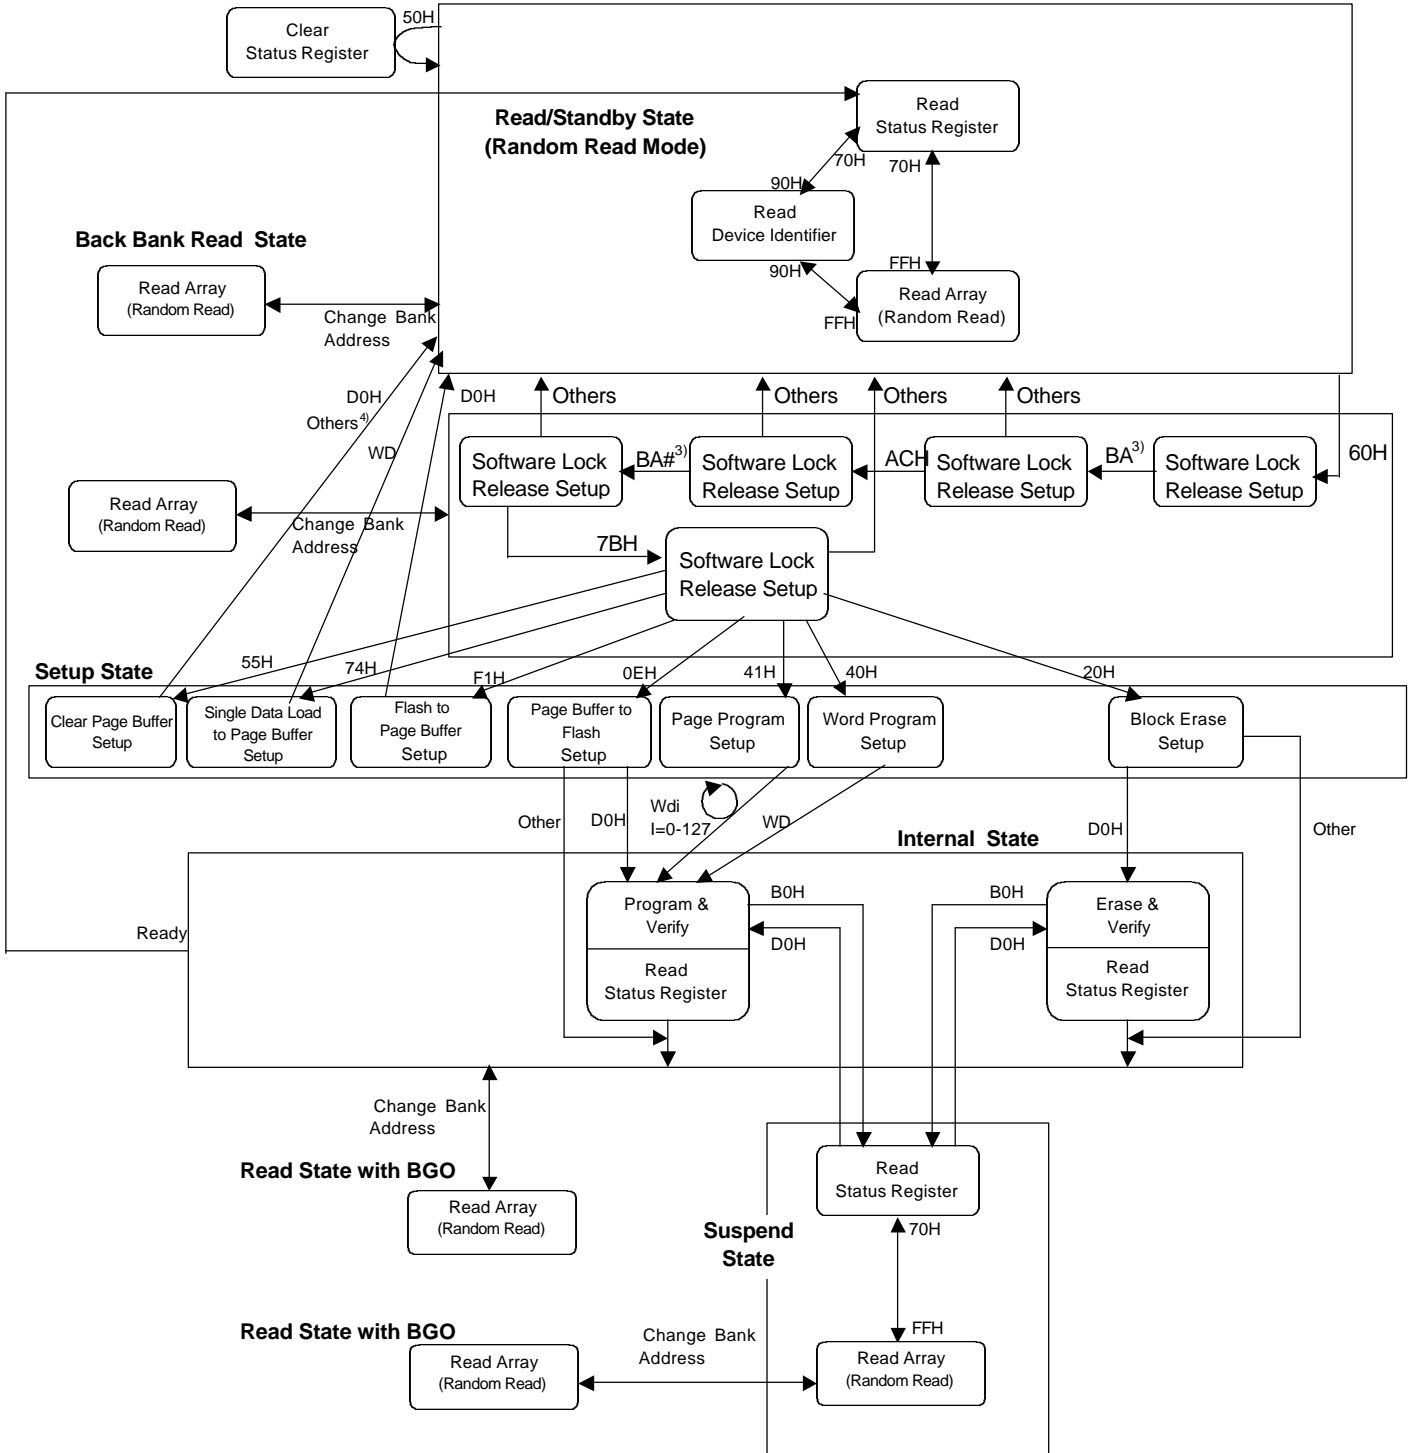 Clear
Status Register
50H
Read/Standby State
(Random Read Mode)
Read
Status Register
70H
70H
90H
Read
Device Identifier
90H
FFH
FFH
Read Array
(Random Read)
Back Bank Read State
Read Array
(Random Read)
Change Bank
Address
D0H
Others4)
WD
D0H
Others
Others
Others
Others
Software Lock
Release Setup
BA#3)
Software Lock
Release Setup
ACH
Software Lock
Release Setup
BA3)
Software Lock
Release Setup
60H
Read Array
(Random Read)
Change Bank
Address
7BH
Software Lock
Release Setup
Setup State
55H
74H
F1H
0EH
41H
40H
20H
Clear Page Buffer
Setup
Single Data Load
to Page Buffer
Setup
Flash to
Page Buffer
Setup
Page Buffer to
Flash
Setup
Page Program
Setup
Word Program
Setup
Block Erase
Setup
Other
D0H
Wdi
I=0-127
WD
D0H
Other
Internal State
Ready
Program &
Verify
Read
Status Register
B0H
D0H
B0H
D0H
Erase &
Verify
Read
Status Register
Change Bank
Address
Read State with BGO
Read Array
(Random Read)
Suspend
State
Read
Status Register
70H
FFH
Read State with BGO
Read Array
(Random Read)
Change Bank
Address
Read Array
(Random Read)